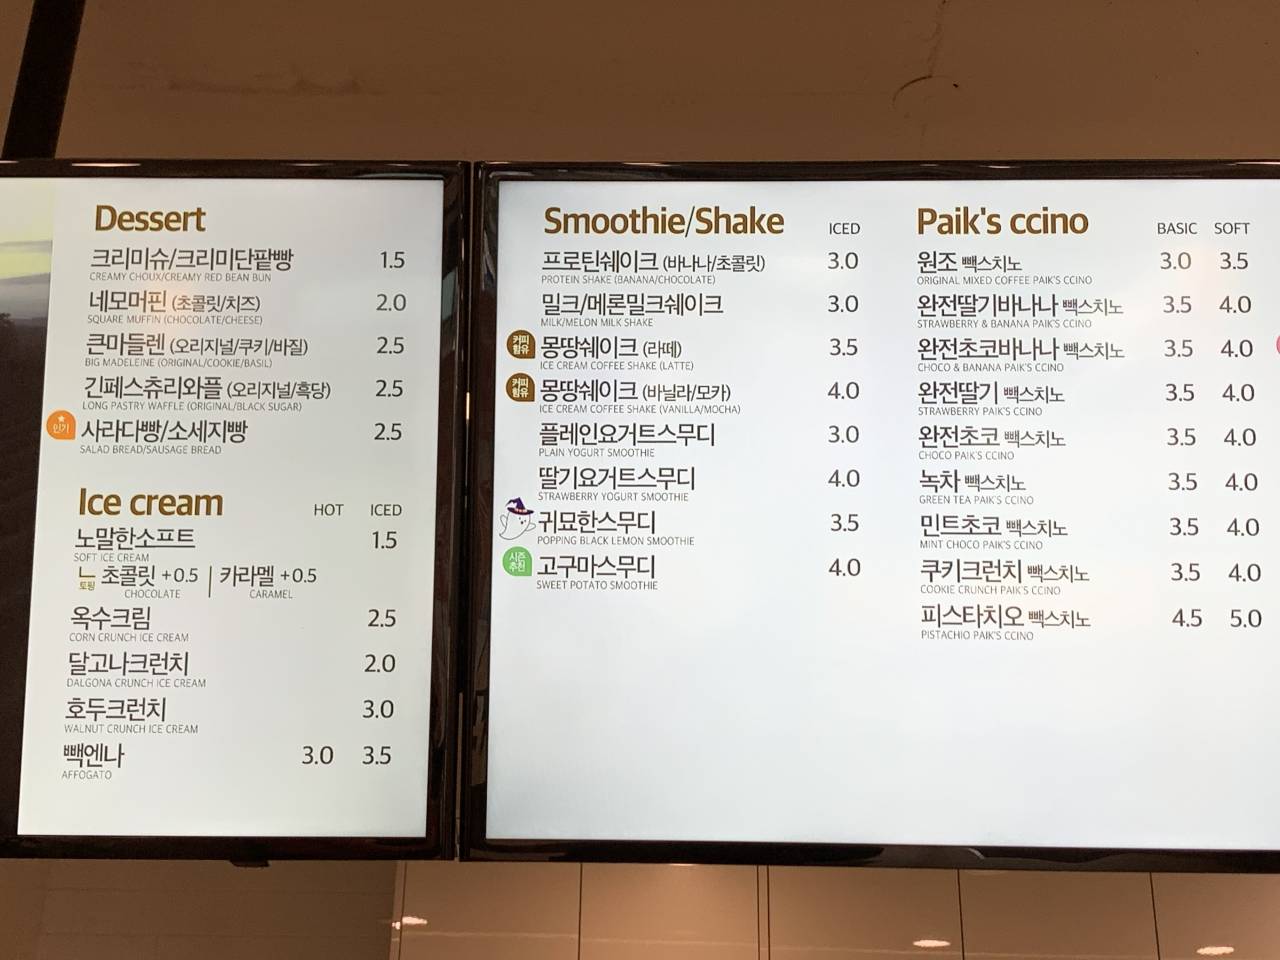 Dessert
크리미슈/크리미단팥빵 1.5
CREAMY CHOUX/CREAMY RED BEAN BUN
네모머핀 (초콜릿/치즈) 2.0
SQUARE MUFFIN (CHOCOLATE/CHEESE)
큰마들렌 (오리지널/쿠키/바질) 2.5
BIG MADELEINE (ORIGINAL/COOKIE/BASIL)
긴페스츄리와플 (오리지널/흑당) 2.5
LONG PASTRY WAFFLE (ORIGINAL/BLACK SUGAR)
인기 사라다빵/소세지빵 2.5
SALAD BREAD/SAUSAGE BREAD
Ice cream HOT ICED
노말한소프트 1.5
SOFT ICE CREAM
토핑 초콜릿 +0.5 | 카라멜 +0.5
CHOCOLATE CARAMEL
옥수크림 2.5
CORN CRUNCH ICE CREAM
달고나크런치 2.0
DALGONA CRUNCH ICE CREAM
호두크런치 3.0
WALNUT CRUNCH ICE CREAM
빽엔나 3.0 3.5
AFFOGATO
Smoothie/Shake ICED
프로틴쉐이크 (바나나/초콜릿) 3.0
PROTEIN SHAKE (BANANA/CHOCOLATE)
밀크/메론밀크쉐이크 3.0
MILK/MELON MILK SHAKE
커피함유 몽땅쉐이크 (라떼) 3.5
ICE CREAM COFFEE SHAKE (LATTE)
커피함유 몽땅쉐이크 (바닐라/모카) 4.0
ICE CREAM COFFEE SHAKE (VANILLA/MOCHA)
플레인요거트스무디 3.0
PLAIN YOGURT SMOOTHIE
딸기요거트스무디 4.0
STRAWBERRY YOGURT SMOOTHIE
귀묘한스무디 3.5
POPPING BLACK LEMON SMOOTHIE
시즌추천 고구마스무디 4.0
SWEET POTATO SMOOTHIE
Paik's ccino BASIC SOFT
원조 빽스치노 3.0 3.5
ORIGINAL MIXED COFFEE PAIK'S CCINO
완전딸기바나나 빽스치노 3.5 4.0
STRAWBERRY & BANANA PAIK'S CCINO
완전초코바나나 빽스치노 3.5 4.0
CHOCO & BANANA PAIK'S CCINO
완전딸기 빽스치노 3.5 4.0
STRAWBERRY PAIK'S CCINO
완전초코 빽스치노 3.5 4.0
CHOCO PAIK'S CCINO
녹차 빽스치노 3.5 4.0
GREEN TEA PAIK'S CCINO
민트초코 빽스치노 3.5 4.0
MINT CHOCO PAIK'S CCINO
쿠키크런치 빽스치노 3.5 4.0
COOKIE CRUNCH PAIK'S CCINO
피스타치오 빽스치노 4.5 5.0
PISTACHIO PAIK'S CCINO